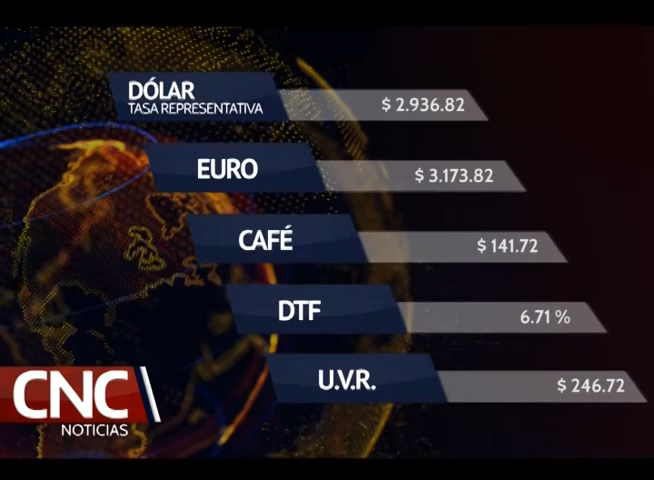 DÓLAR
TASA REPRESENTATIVA
$ 2.936.82
EURO
$ 3.173.82
CAFÉ
$ 141.72
DTF
6.71 %
U.V.R.
$ 246.72
CNC
NOTICIAS